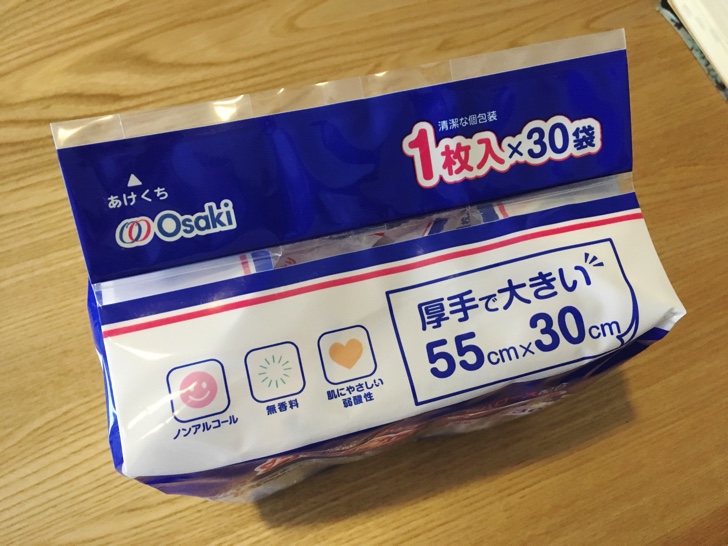 清潔な個包装
1枚入×30袋
あけくち
Osaki
厚手で大きい
55cm×30cm
ノンアルコール
無香料
肌にやさしい
弱酸性